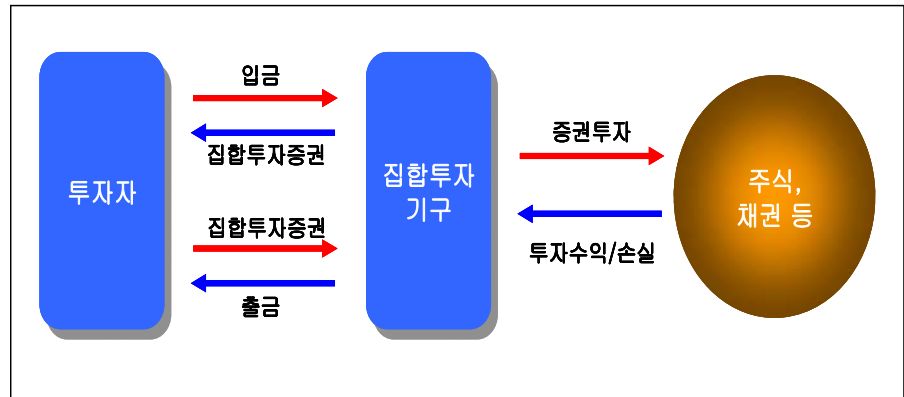 입금
집합투자증권
투자자
집합투자증권
출금
집합투자
기구
증권투자
투자수익/손실
주식,
채권 등